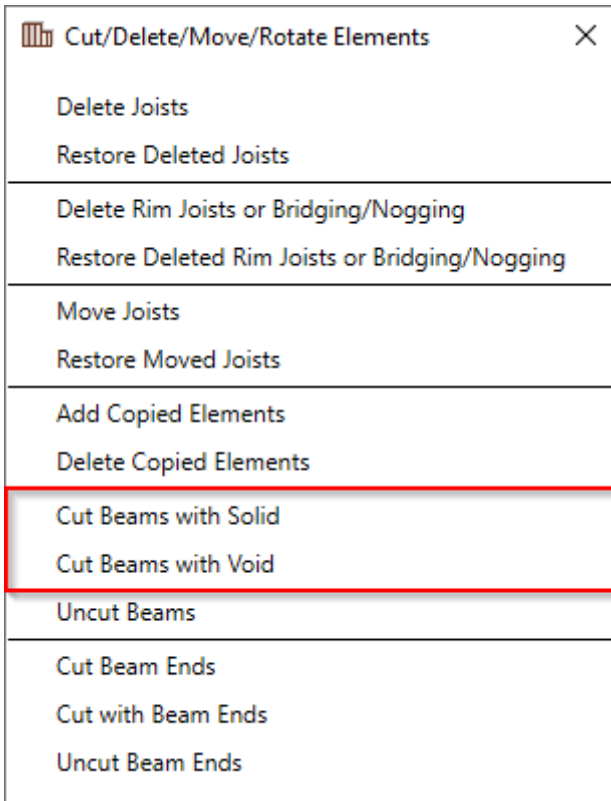 Cut/Delete/Move/Rotate Elements
Delete Joists
Restore Deleted Joists
Delete Rim Joists or Bridging/Nogging
Restore Deleted Rim Joists or Bridging/Nogging
Move Joists
Restore Moved Joists
Add Copied Elements
Delete Copied Elements
Cut Beams with Solid
Cut Beams with Void
Uncut Beams
Cut Beam Ends
Cut with Beam Ends
Uncut Beam Ends